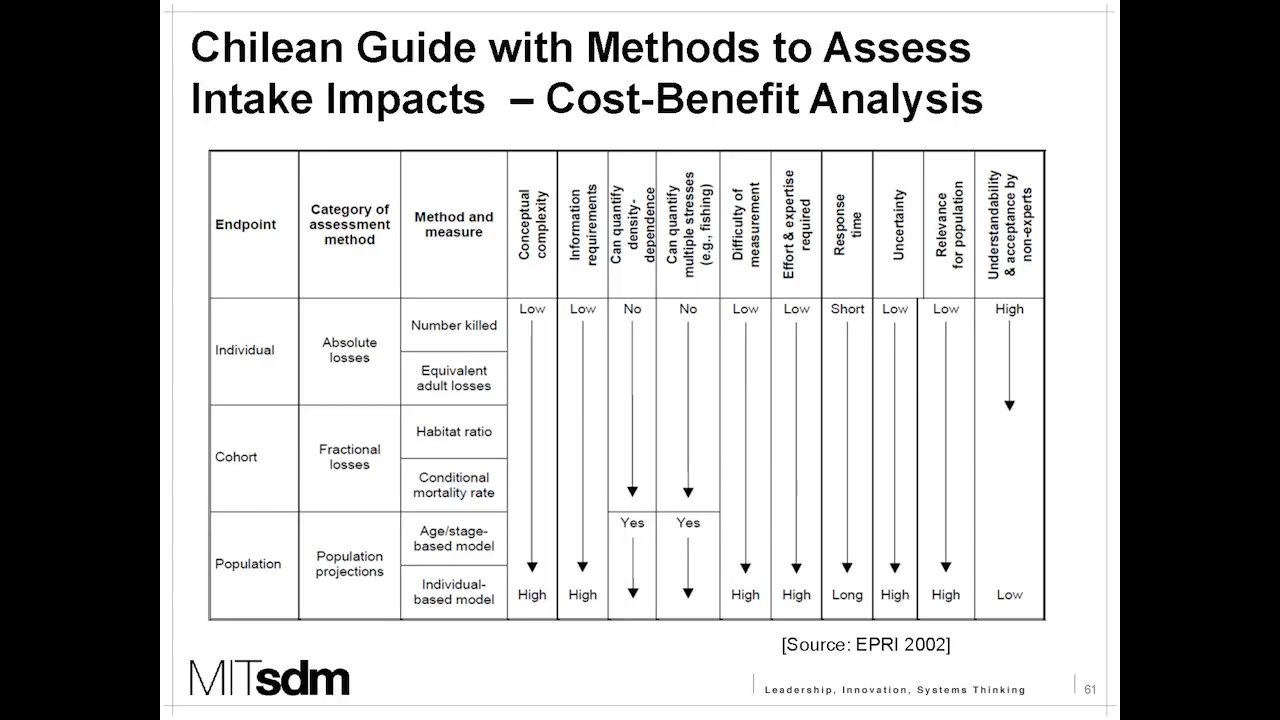 Chilean Guide with Methods to Assess
Intake Impacts – Cost-Benefit Analysis
Endpoint
Category of
assessment
method
Method and
measure
Conceptual
complexity
Information
requirements
Can quantify
density-
dependence
Can quantify
multiple stresses
(e.g., fishing)
Difficulty of
measurement
Effort & expertise
required
Response
time
Uncertainty
Relevance
for population
Understandability
& acceptance by
non-experts
Low
Low
No
No
Low
Low
Short
Low
Low
High
Individual
Absolute
losses
Number killed
Equivalent
adult losses
Cohort
Fractional
losses
Habitat ratio
Conditional
mortality rate
Yes
Yes
Population
Population
projections
Age/stage-
based model
Individual-
based model
High
High
High
High
Long
High
High
Low
[Source: EPRI 2002]
MITsdm
Leadership, Innovation, Systems Thinking
61